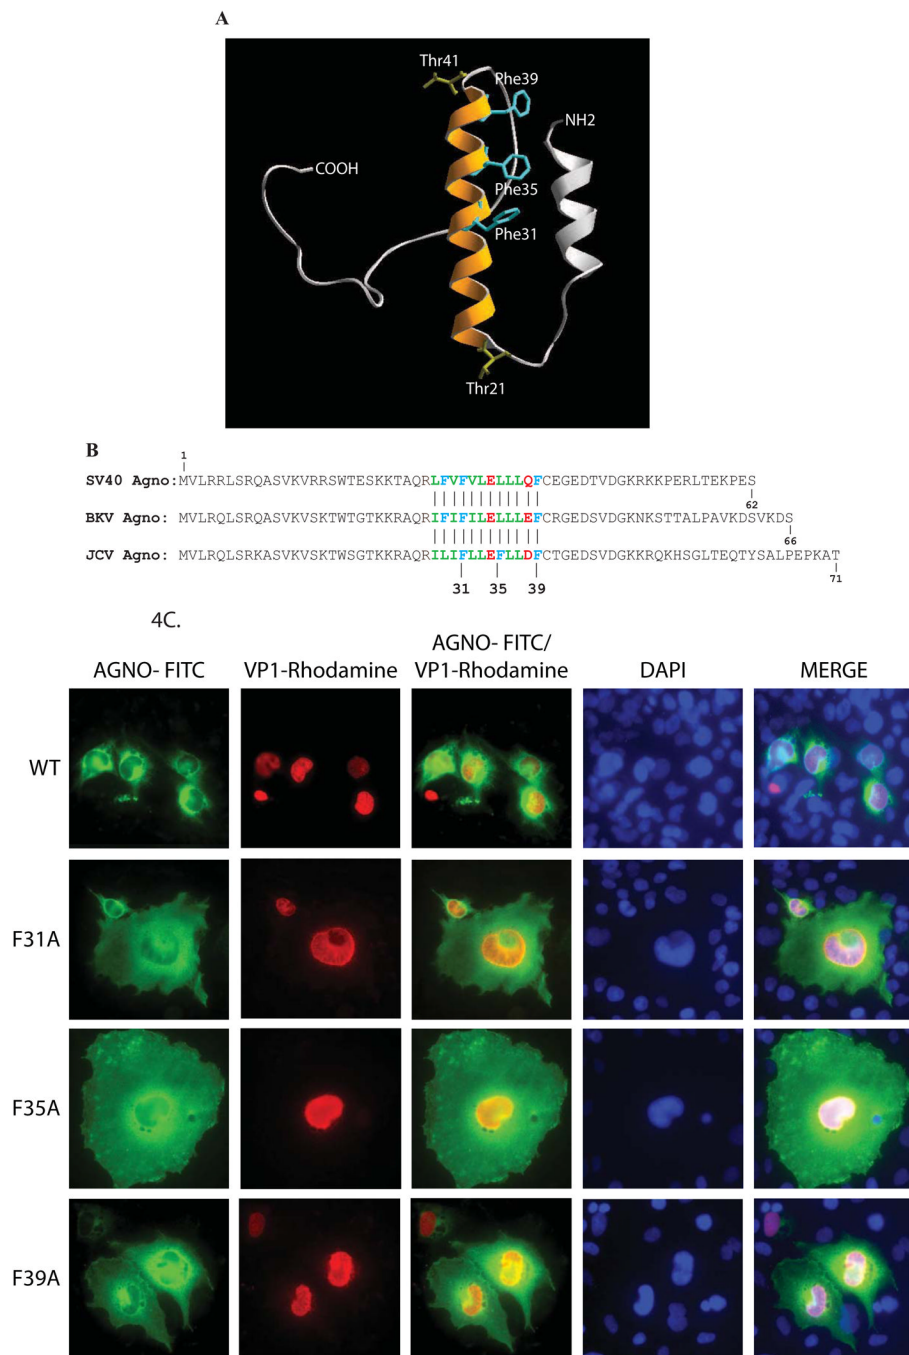 A
Thr41
Phe39
NH2
COOH
Phe35
Phe31
Thr21
B
1
SV40 Agno: MVLRRLSRQASVKVRRSWTESKKTAQRLFVFVLELLLQFCEGEDTVDGKRKKPERLTEKPES
62
BKV Agno: MVLRQLSRQASVKVSKTWTGTKKRAQRIFIFILELLLEFCRGEDSVDGKNKSTTALPAVKDSVKDS
66
JCV Agno: MVLRQLSRKASVKVSKTWSGTKKRAQRILIFLLEFLLDFCTGEDSVDGKKRQKHSGLTEQTYSALPEPKAT
31 35 39 71
4C.
AGNO- FITC VP1-Rhodamine AGNO- FITC/ VP1-Rhodamine DAPI MERGE
WT
F31A
F35A
F39A